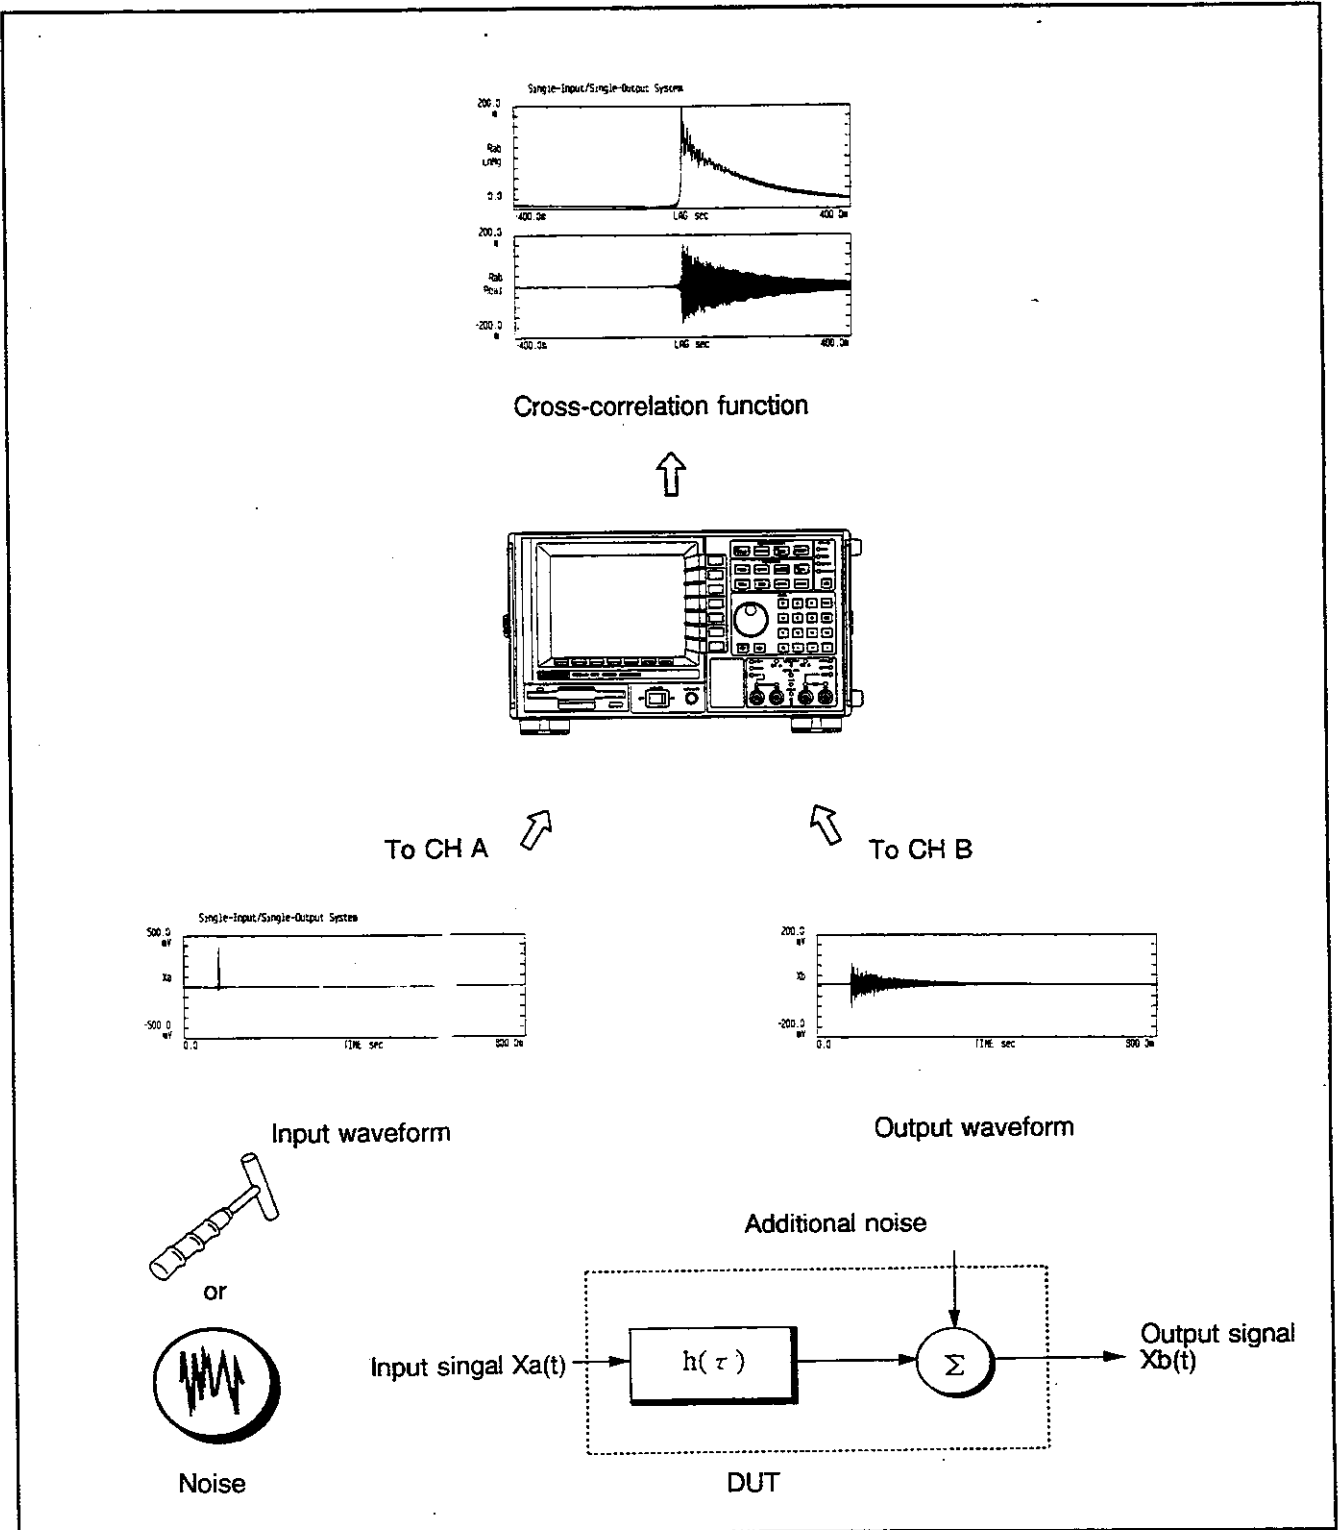 Single-Input/Single-Output System
200.0
m
Rab
LnMg
0.0
-400.0m
LAG sec
400.0m
200.0
m
Rab
Real
-200.0
m
-400.0m
LAG sec
400.0m
Cross-correlation function
To CH A
To CH B
Single-Input/Single-Output System
500.0
mV
Xa
-500.0
mV
0.0
TIME sec
800.0m
200.0
mV
Xb
-200.0
mV
0.0
TIME sec
800.0m
Input waveform
Output waveform
or
Noise
Additional noise
Input singal Xa(t)
h(τ)
Σ
Output signal
Xb(t)
DUT